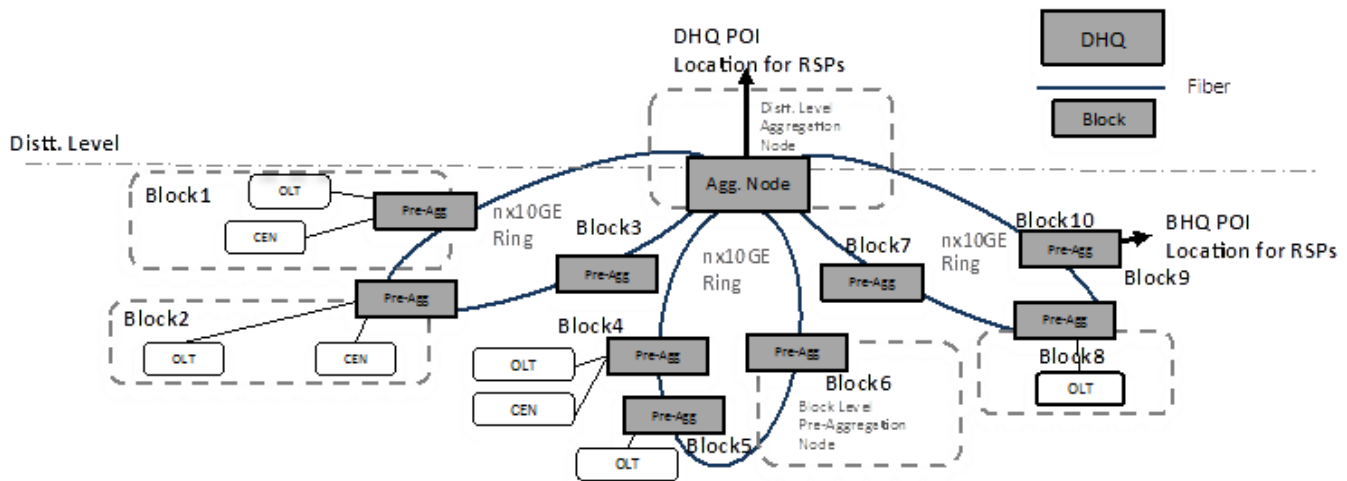 DHQ POI
Location for RSPs
DHQ
Fiber
Block
Distt. Level
Aggregation
Node
Distt. Level
Agg. Node
Block1
OLT
CEN
Pre-Agg
nx10GE
Ring
Block3
Pre-Agg
Block2
Pre-Agg
OLT
CEN
nx10GE
Ring
Block4
Pre-Agg
OLT
CEN
Pre-Agg
Block5
OLT
Pre-Agg
Block6
Block Level
Pre-Aggregation
Node
Block7
Pre-Agg
nx10GE
Ring
Block10
Pre-Agg
BHQ POI
Location for RSPs
Block9
Pre-Agg
Block8
OLT